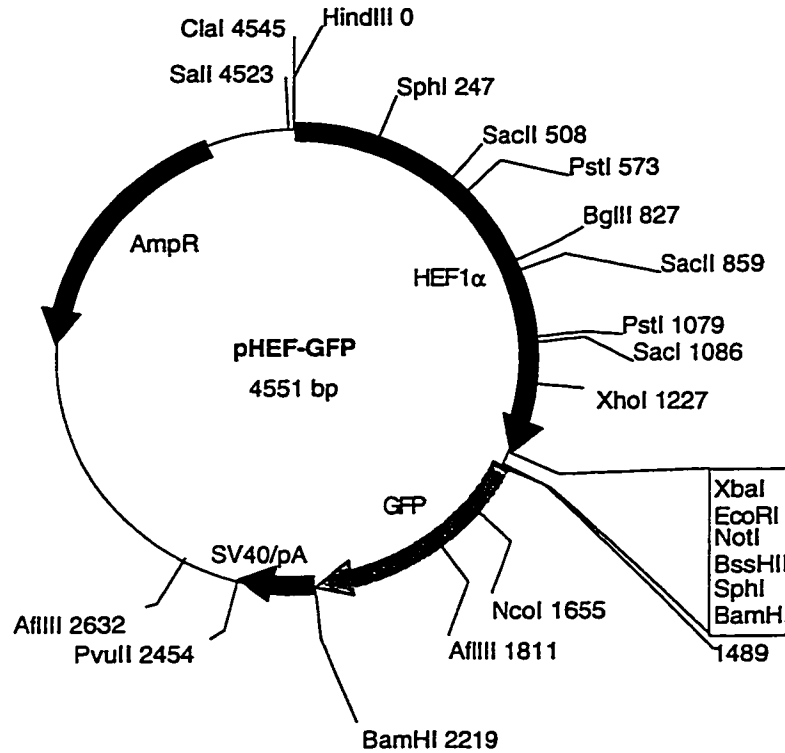 ClaI 4545
HindIII 0
SalI 4523
SphI 247
SacII 508
PstI 573
BglII 827
SacII 859
HEF1α
PstI 1079
SacI 1086
XhoI 1227
AmpR
pHEF-GFP
4551 bp
XbaI
EcoRI
NotI
BssHII
SphI
BamH
1489
GFP
SV40/pA
NcoI 1655
AflIII 1811
AflIII 2632
PvuII 2454
BamHI 2219